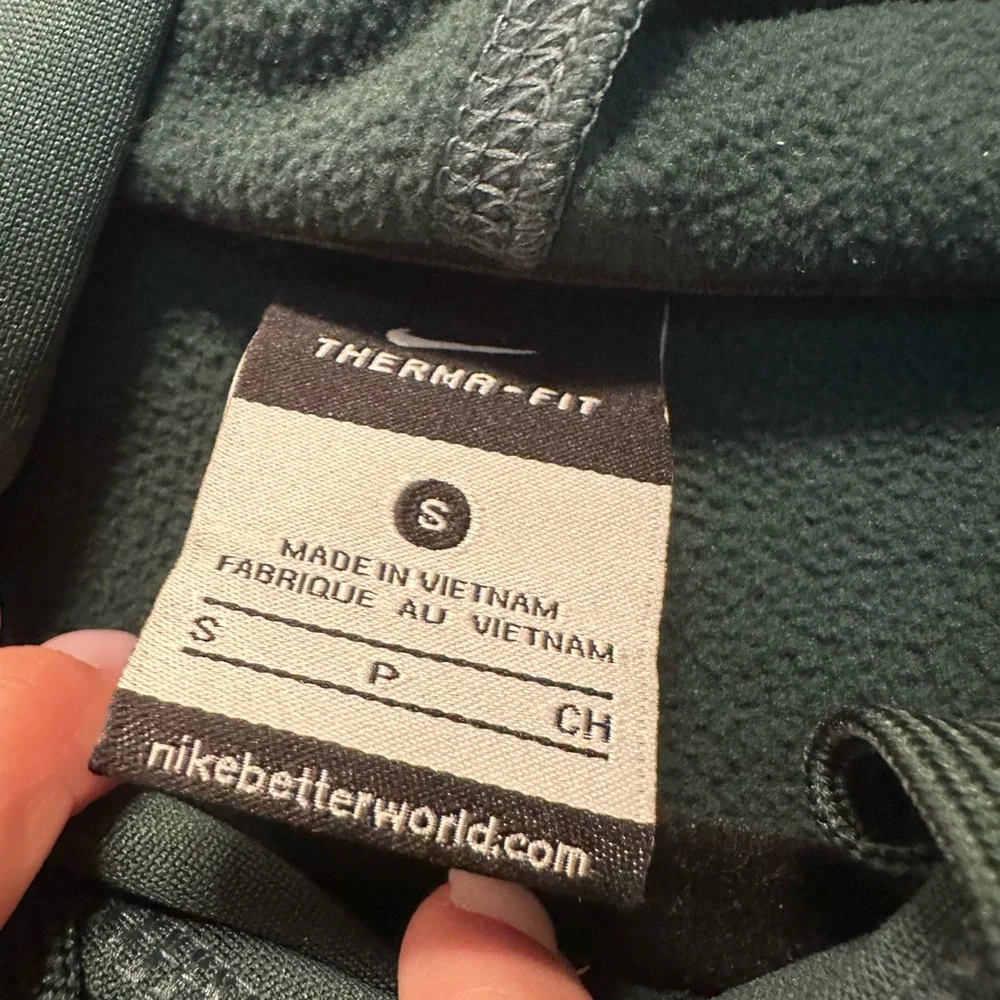 THERMA-FIT
S
MADE IN VIETNAM
FABRIQUE AU VIETNAM
S P CH
nikebetterworld.com